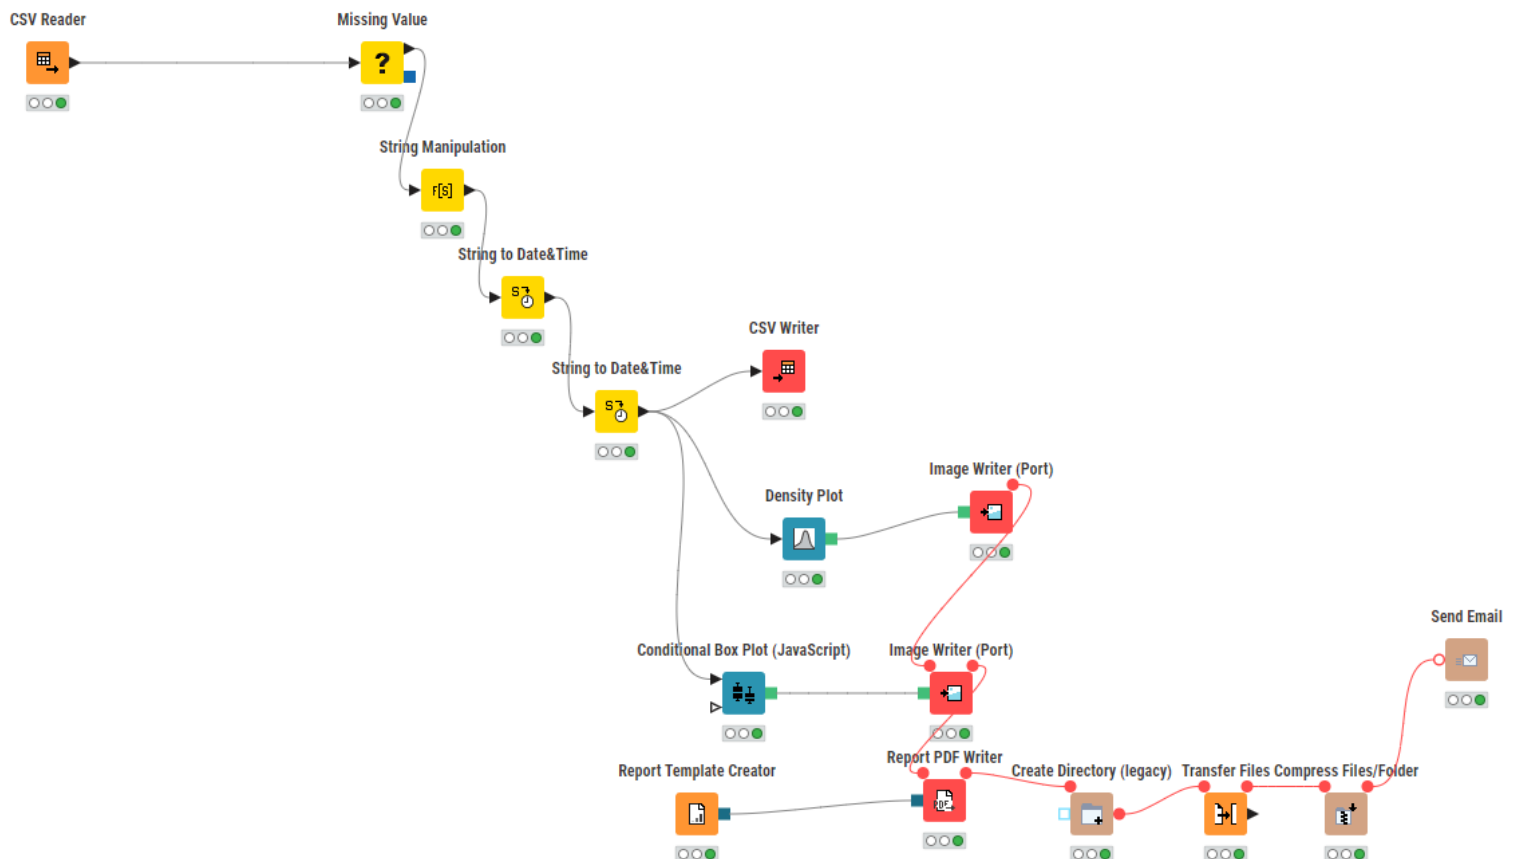 CSV Reader
Missing Value
?
String Manipulation
F[S]
String to Date&Time
S
String to Date&Time
S
CSV Writer
Density Plot
Image Writer (Port)
Send Email
Conditional Box Plot (JavaScript)
Image Writer (Port)
Report PDF Writer
Report Template Creator
Create Directory (legacy)
Transfer Files
Compress Files/Folder
PDF